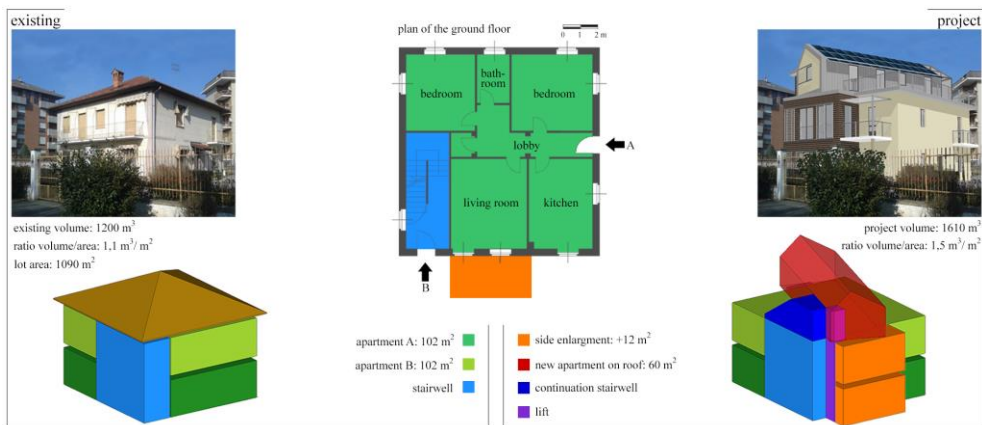 existing
plan of the ground floor
0 1 2 m
project
bedroom
bath-
room
bedroom
lobby
A
living room
kitchen
B
existing volume: 1200 m³
ratio volume/area: 1,1 m³/ m²
lot area: 1090 m²
project volume: 1610 m³
ratio volume/area: 1,5 m³/ m²
apartment A: 102 m²
apartment B: 102 m²
stairwell
side enlargment: +12 m²
new apartment on roof: 60 m²
continuation stairwell
lift